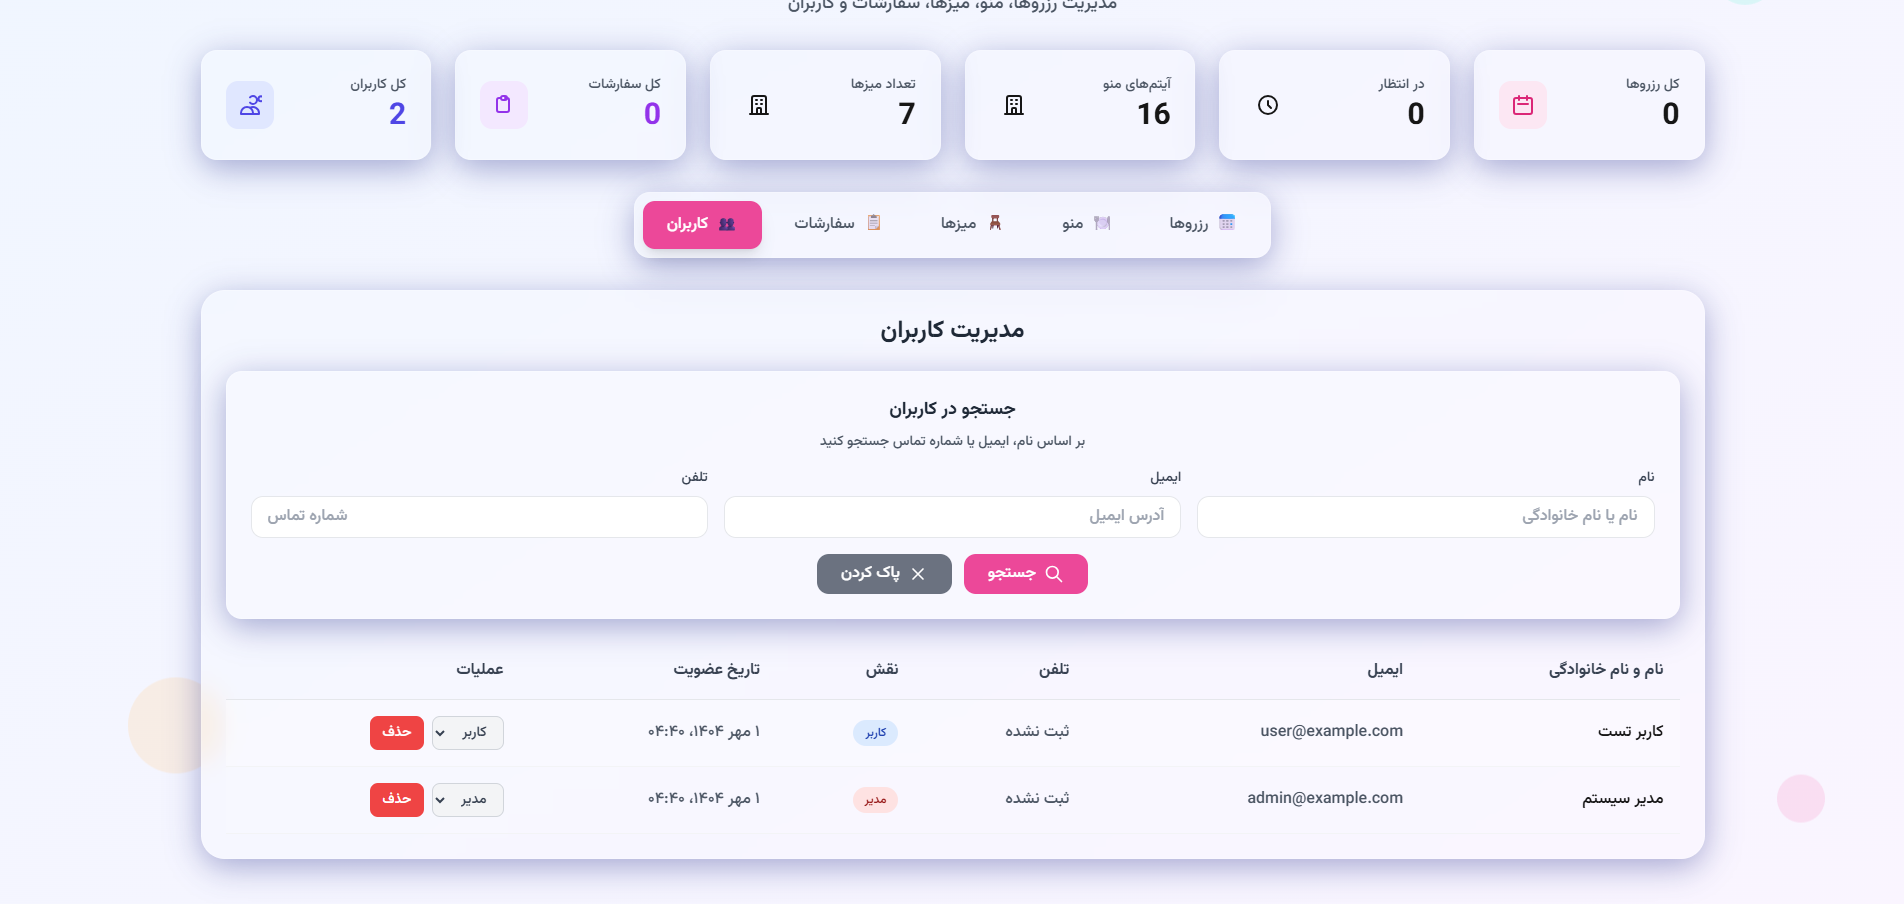 مدیریت رزروها، منو، میزها، سفارشات و کاربران
کل رزروها
0
در انتظار
0
آیتم‌های منو
16
تعداد میزها
7
کل سفارشات
0
کل کاربران
2
رزروها
منو
میزها
سفارشات
کاربران
مدیریت کاربران
جستجو در کاربران
بر اساس نام، ایمیل یا شماره تماس جستجو کنید
نام
ایمیل
تلفن
نام یا نام خانوادگی
آدرس ایمیل
شماره تماس
جستجو
پاک کردن
نام و نام خانوادگی ایمیل تلفن نقش تاریخ عضویت عملیات
کاربر تست user@example.com ثبت نشده کاربر ۱ مهر ۱۴۰۴، ۰۴:۴۰ کاربر حذف
مدیر سیستم admin@example.com ثبت نشده مدیر ۱ مهر ۱۴۰۴، ۰۴:۴۰ مدیر حذف